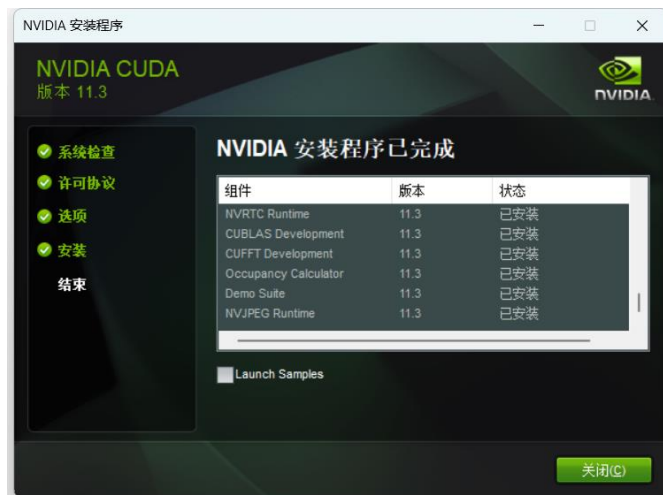 NVIDIA 安装程序
NVIDIA CUDA
版本 11.3
NVIDIA
系统检查
许可协议
选项
安装
结束
NVIDIA 安装程序已完成
组件 版本 状态
NVRTC Runtime 11.3 已安装
CUBLAS Development 11.3 已安装
CUFFT Development 11.3 已安装
Occupancy Calculator 11.3 已安装
Demo Suite 11.3 已安装
NVJPEG Runtime 11.3 已安装
Launch Samples
关闭(C)